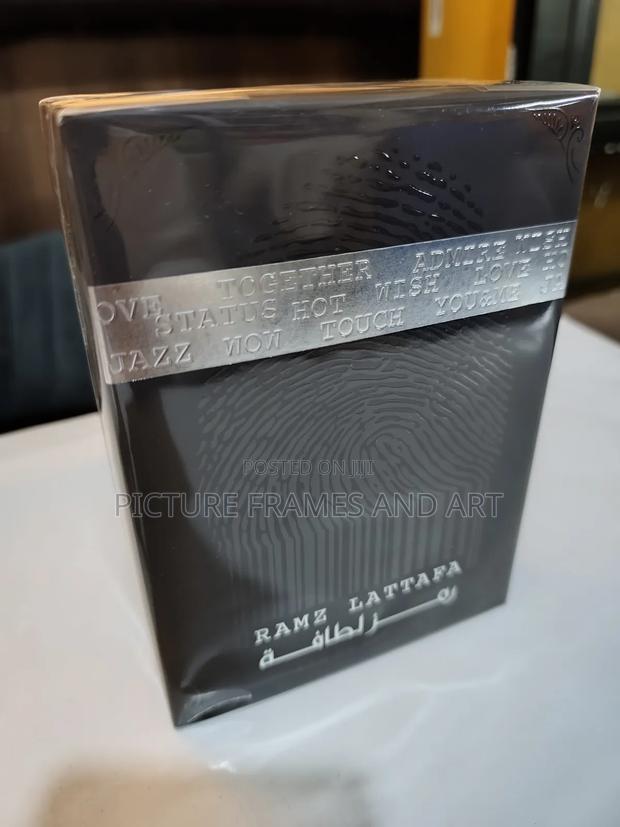 TOGETHER ADMIRE WISH
OVE STATUS HOT WISH LOVE
JAZZ WOW TOUCH YOU&ME
POSTED ON JIJI
PICTURE FRAMES AND ART
RAMZ LATTAFA
رمز لطافة